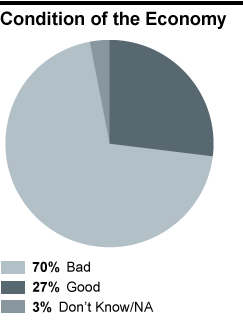 Condition of the Economy
70% Bad
27% Good
3% Don't Know/NA